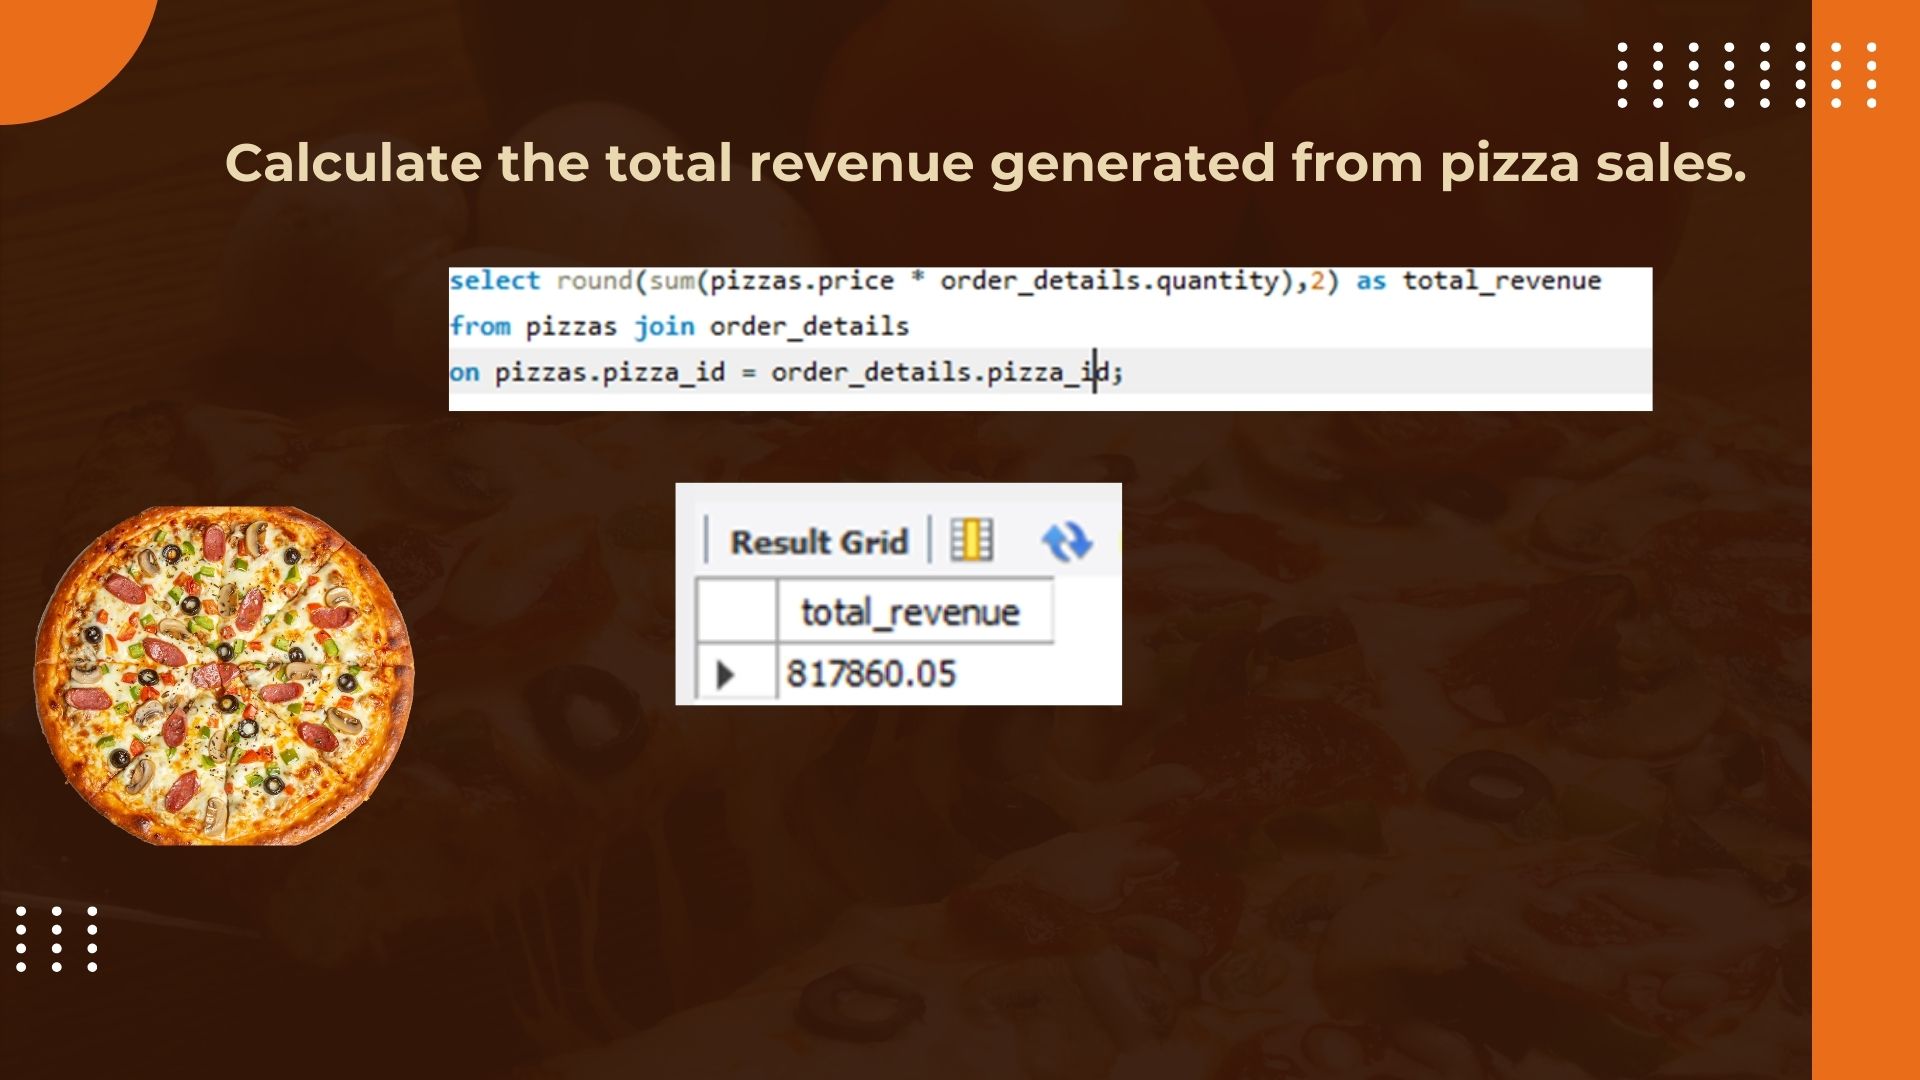 Calculate the total revenue generated from pizza sales.
select round(sum(pizzas.price * order_details.quantity),2) as total_revenue
from pizzas join order_details
on pizzas.pizza_id = order_details.pizza_id;
Result Grid
total_revenue
817860.05